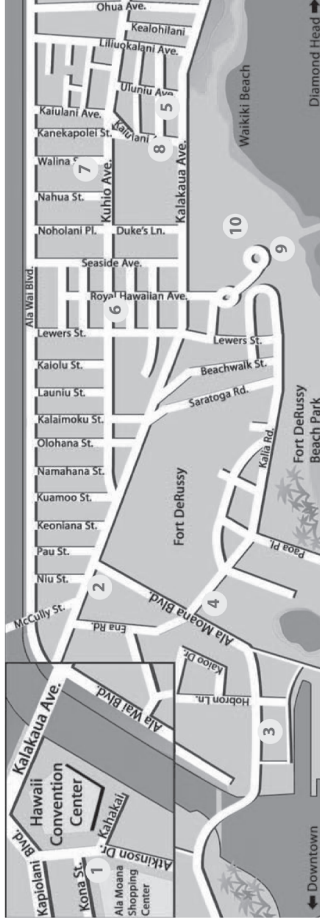 Ohua Ave.
Kealohilani
Liliuokalani Ave.
Uluniu Ave.
5
Kaiulani Ave.
Kaiulani
Kanekapolei St.
8
7
Walina S
Kuhio Ave.
Kalakaua Ave.
Nahua St.
Noholani Pl.
Duke's Ln.
Seaside Ave.
Ala Wai Blvd.
Royal Hawaiian Ave.
6
Lewers St.
Lewers St.
Kaiolu St.
Beachwalk St.
Launiu St.
Saratoga Rd.
Kalaimoku St.
Olohana St.
Namahana St.
Kuamoo St.
Keonlana St.
Pau St.
Niu St.
McCully St.
2
Ena Rd.
Fort DeRussy
Kalia Rd.
Fort DeRussy
Beach Park
Paoa Pl.
4
Ala Moana Blvd.
Kaioo Dr.
Hobron Ln.
3
Ala Wai Blvd.
Kalakaua Ave.
Hawaii
Convention
Center
Kahakai
Atkinson Dr.
Kapiolani
Blvd.
Kona St.
1
Ala Moana
Shopping
Center
Downtown
Waikiki Beach
Diamond Head
10
9